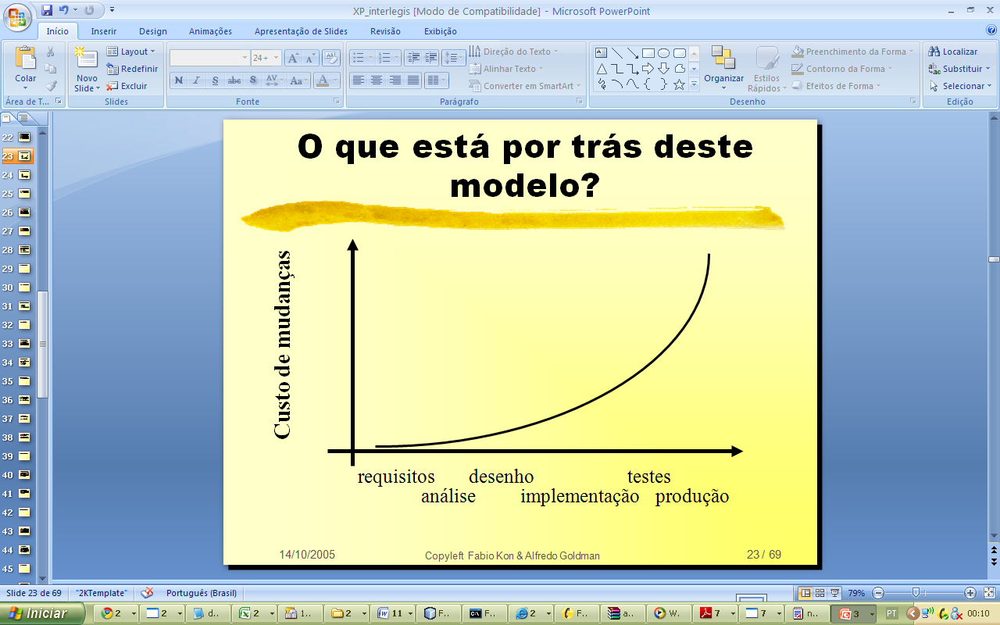 XP_interlegis [Modo de Compatibilidade] - Microsoft PowerPoint
Início Inserir Design Animações Apresentação de Slides Revisão Exibição
Colar
Novo Slide
Layout
Redefinir
Excluir
24
N I S abc S AV Aa A
Direção do Texto
Alinhar Texto
Converter em SmartArt
Organizar
Estilos Rápidos
Preenchimento da Forma
Contorno da Forma
Efeitos de Forma
Localizar
Substituir
Selecionar
Área de T... Slides Fonte Parágrafo Desenho Edição
22
23
24
25
26
27
28
29
30
31
32
33
34
35
36
37
38
39
40
41
42
43
44
45
O que está por trás deste
modelo?
Custo de mudanças
requisitos desenho testes
análise implementação produção
14/10/2005 Copyleft Fabio Kon & Alfredo Goldman 23 / 69
Slide 23 de 69 "2KTemplate" Português (Brasil) 79%
Iniciar 2 2 d.. 2 1.. 2 11 F.. F.. 2 F.. a.. W. 7 7 n.. 3 PT 00:10